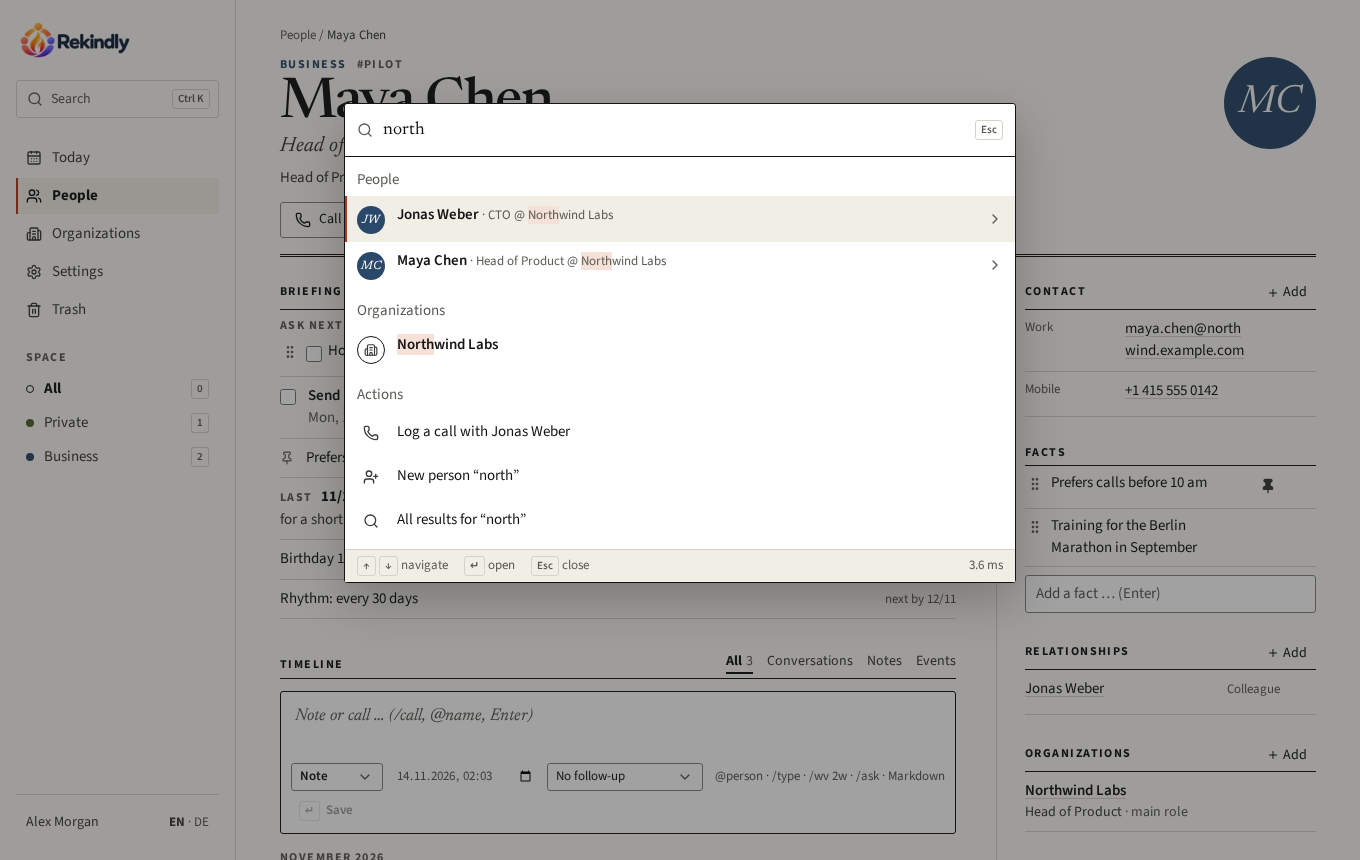 Rekindly
Search
Ctrl K
Today
People
Organizations
Settings
Trash
SPACE
All
0
Private
1
Business
2
Alex Morgan
EN · DE
People / Maya Chen
BUSINESS #PILOT
Maya Chen
MC
Head of
Call
north
Esc
People
JW
Jonas Weber · CTO @ Northwind Labs
MC
Maya Chen · Head of Product @ Northwind Labs
Organizations
Northwind Labs
Actions
Log a call with Jonas Weber
New person “north”
All results for “north”
↑ ↓ navigate ↵ open Esc close
3.6 ms
BRIEFING
ASK NEXT
Send
Mon,
Prefers
LAST
for a short
Birthday
Rhythm: every 30 days
next by 12/11
TIMELINE
All 3
Conversations
Notes
Events
Note or call … (/call, @name, Enter)
Note
14.11.2026, 02:03
No follow-up
@person · /type · /wv 2w · /ask · Markdown
↵ Save
NOVEMBER 2026
CONTACT
+ Add
Work
maya.chen@north
wind.example.com
Mobile
+1 415 555 0142
FACTS
Prefers calls before 10 am
Training for the Berlin
Marathon in September
Add a fact … (Enter)
RELATIONSHIPS
+ Add
Jonas Weber
Colleague
ORGANIZATIONS
+ Add
Northwind Labs
Head of Product · main role